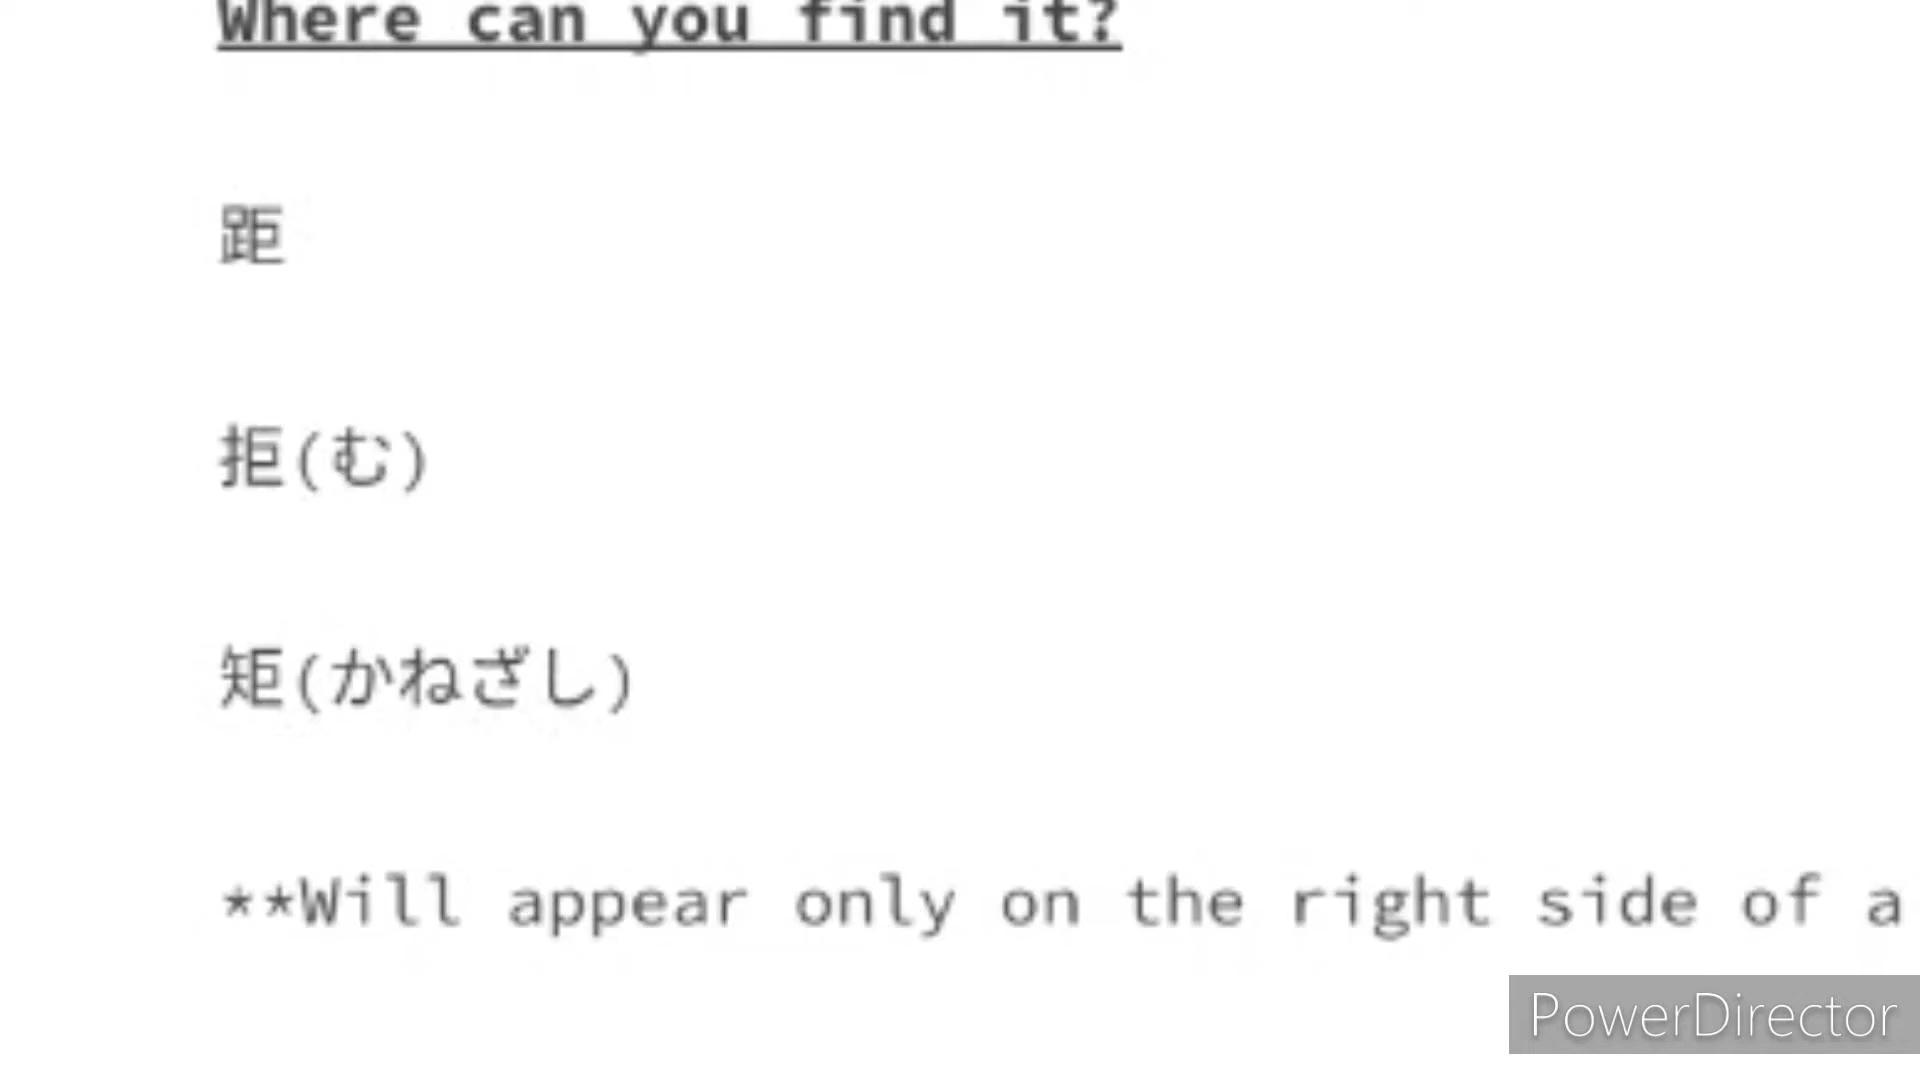 Where can you find it?
距
拒(む)
矩(かねざし)
**Will appear only on the right side of a
PowerDirector